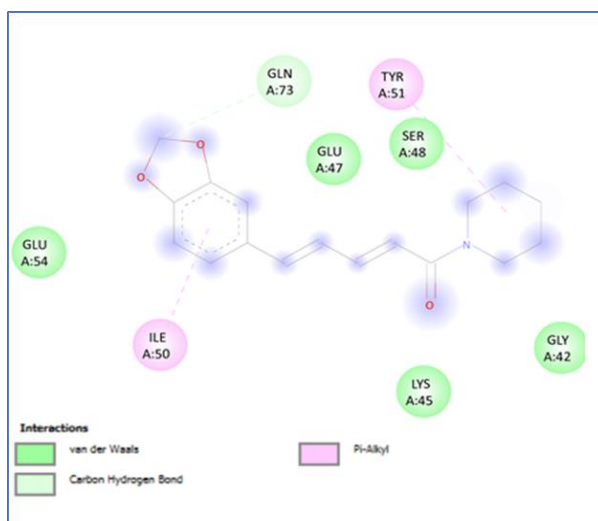 GLN
A:73
TYR
A:51
SER
A:48
GLU
A:47
O
O
GLU
A:54
N
O
ILE
A:50
GLY
A:42
LYS
A:45
Interactions
van der Waals
Pi-Alkyl
Carbon Hydrogen Bond